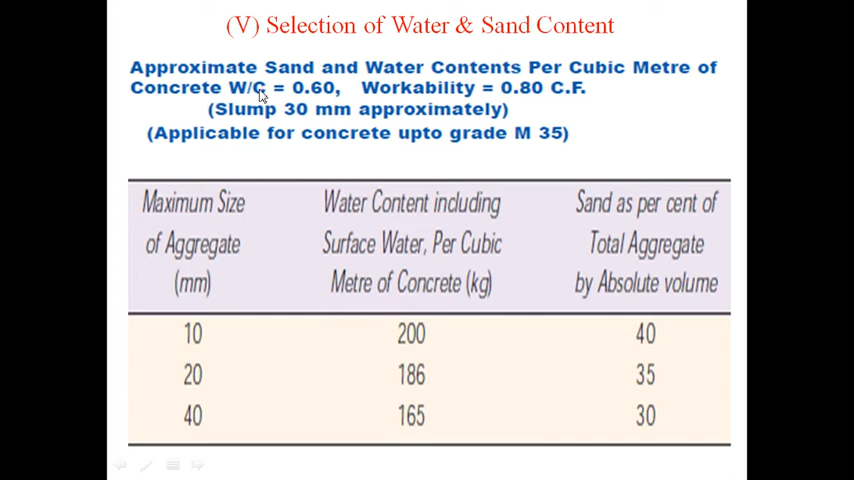 (V) Selection of Water & Sand Content
Approximate Sand and Water Contents Per Cubic Metre of
Concrete W/C = 0.60, Workability = 0.80 C.F.
(Slump 30 mm approximately)
(Applicable for concrete upto grade M 35)
Maximum Size of Aggregate (mm)
Water Content including Surface Water, Per Cubic Metre of Concrete (kg)
Sand as per cent of Total Aggregate by Absolute volume
10 200 40
20 186 35
40 165 30